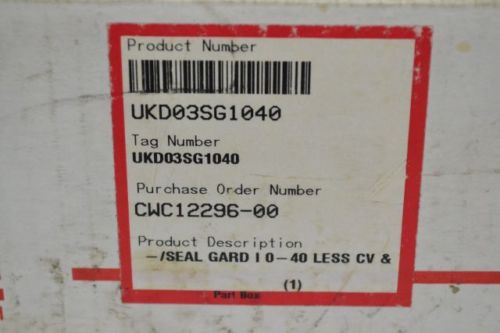 Product Number
UKD03SG1040
Tag Number
UKD03SG1040
Purchase Order Number
CWC12296-00
Product Description
-/SEAL GARD I 0-40 LESS CV &
(1)
Part Box